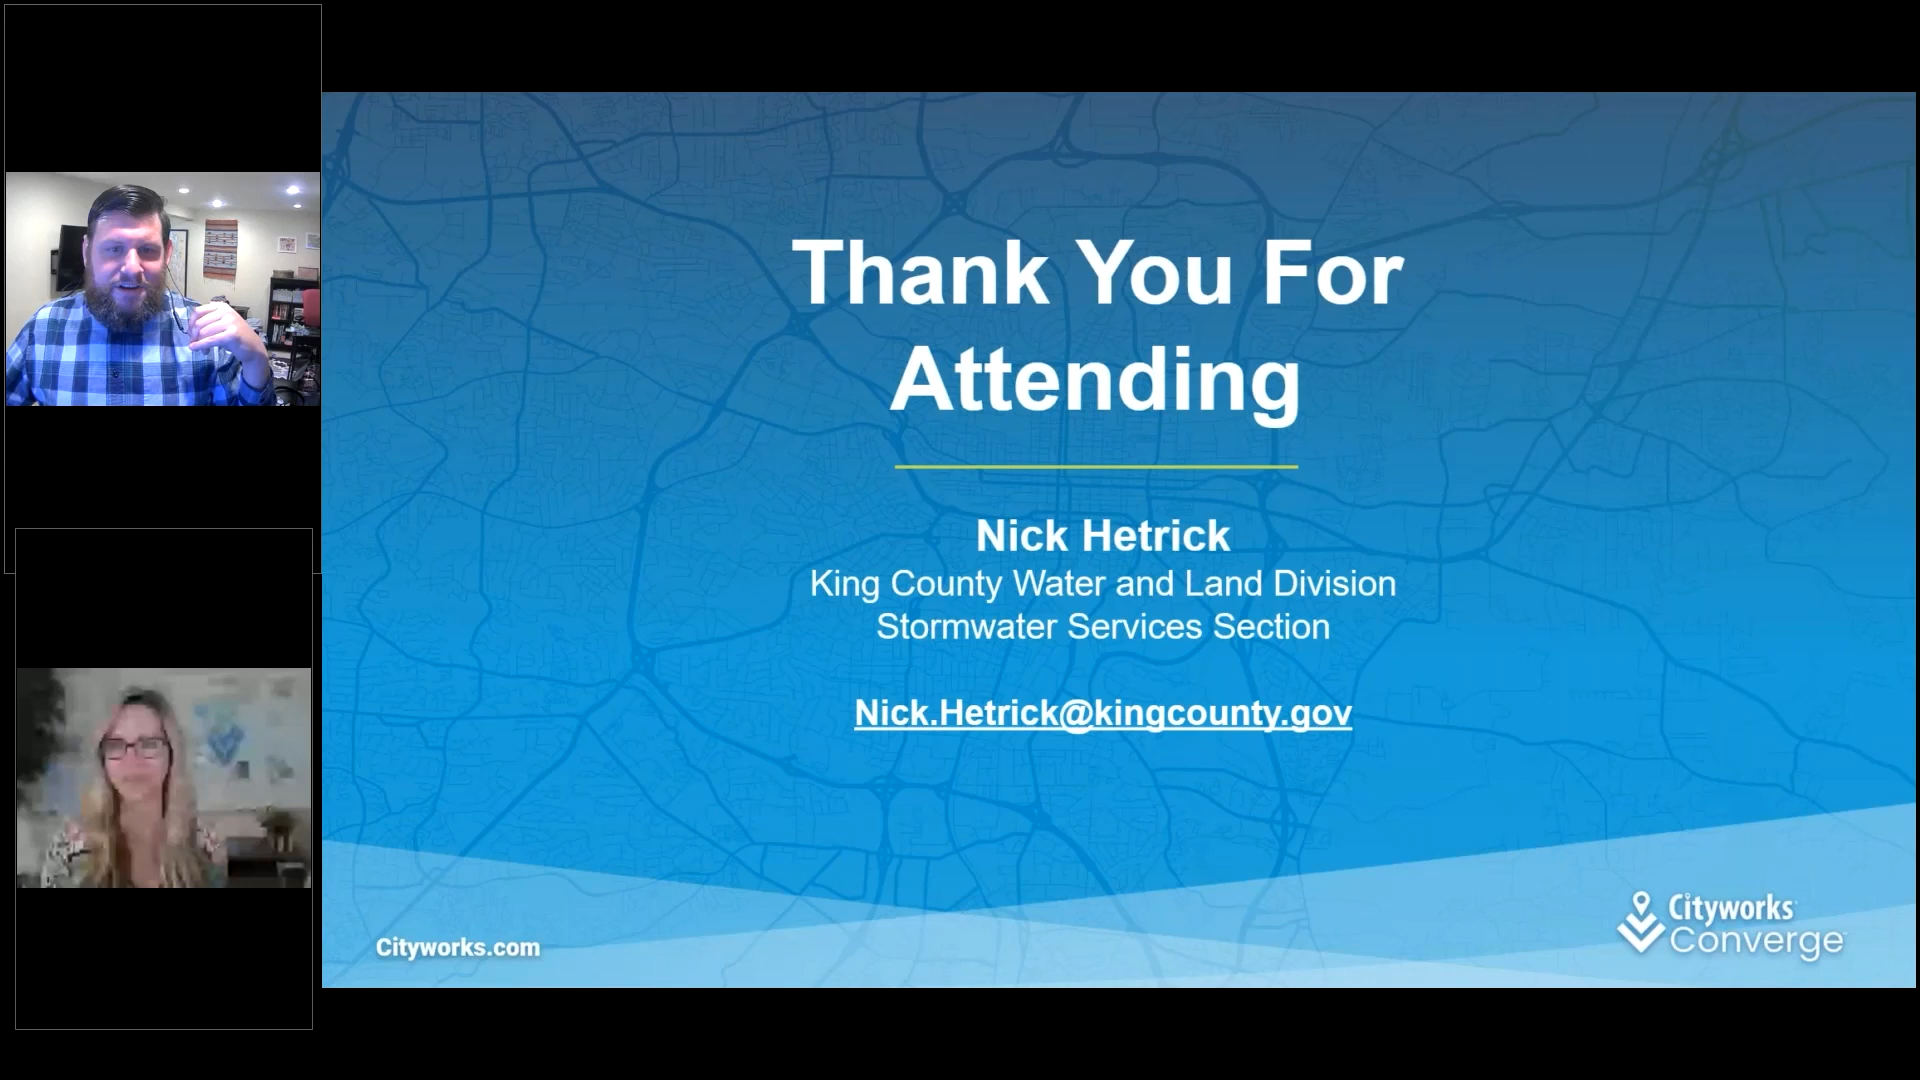 Thank You For
Attending
Nick Hetrick
King County Water and Land Division
Stormwater Services Section
Nick.Hetrick@kingcounty.gov
Cityworks.com
Cityworks
Converge